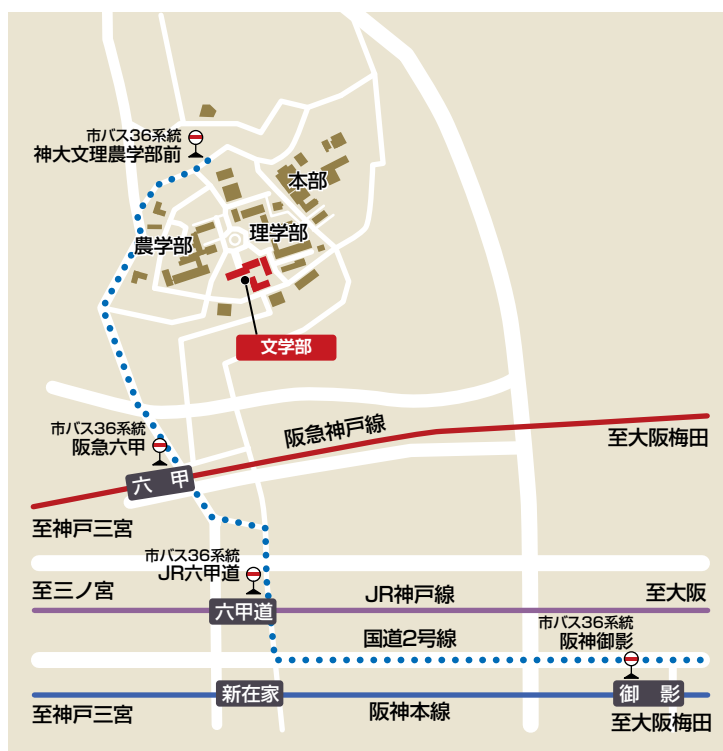 市バス36系統
神大文理農学部前
本部
理学部
農学部
文学部
市バス36系統
阪急六甲
阪急神戸線
至大阪梅田
六甲
至神戸三宮
市バス36系統
JR六甲道
至三ノ宮
JR神戸線
至大阪
六甲道
市バス36系統
阪神御影
国道2号線
新在家
御影
至神戸三宮
阪神本線
至大阪梅田